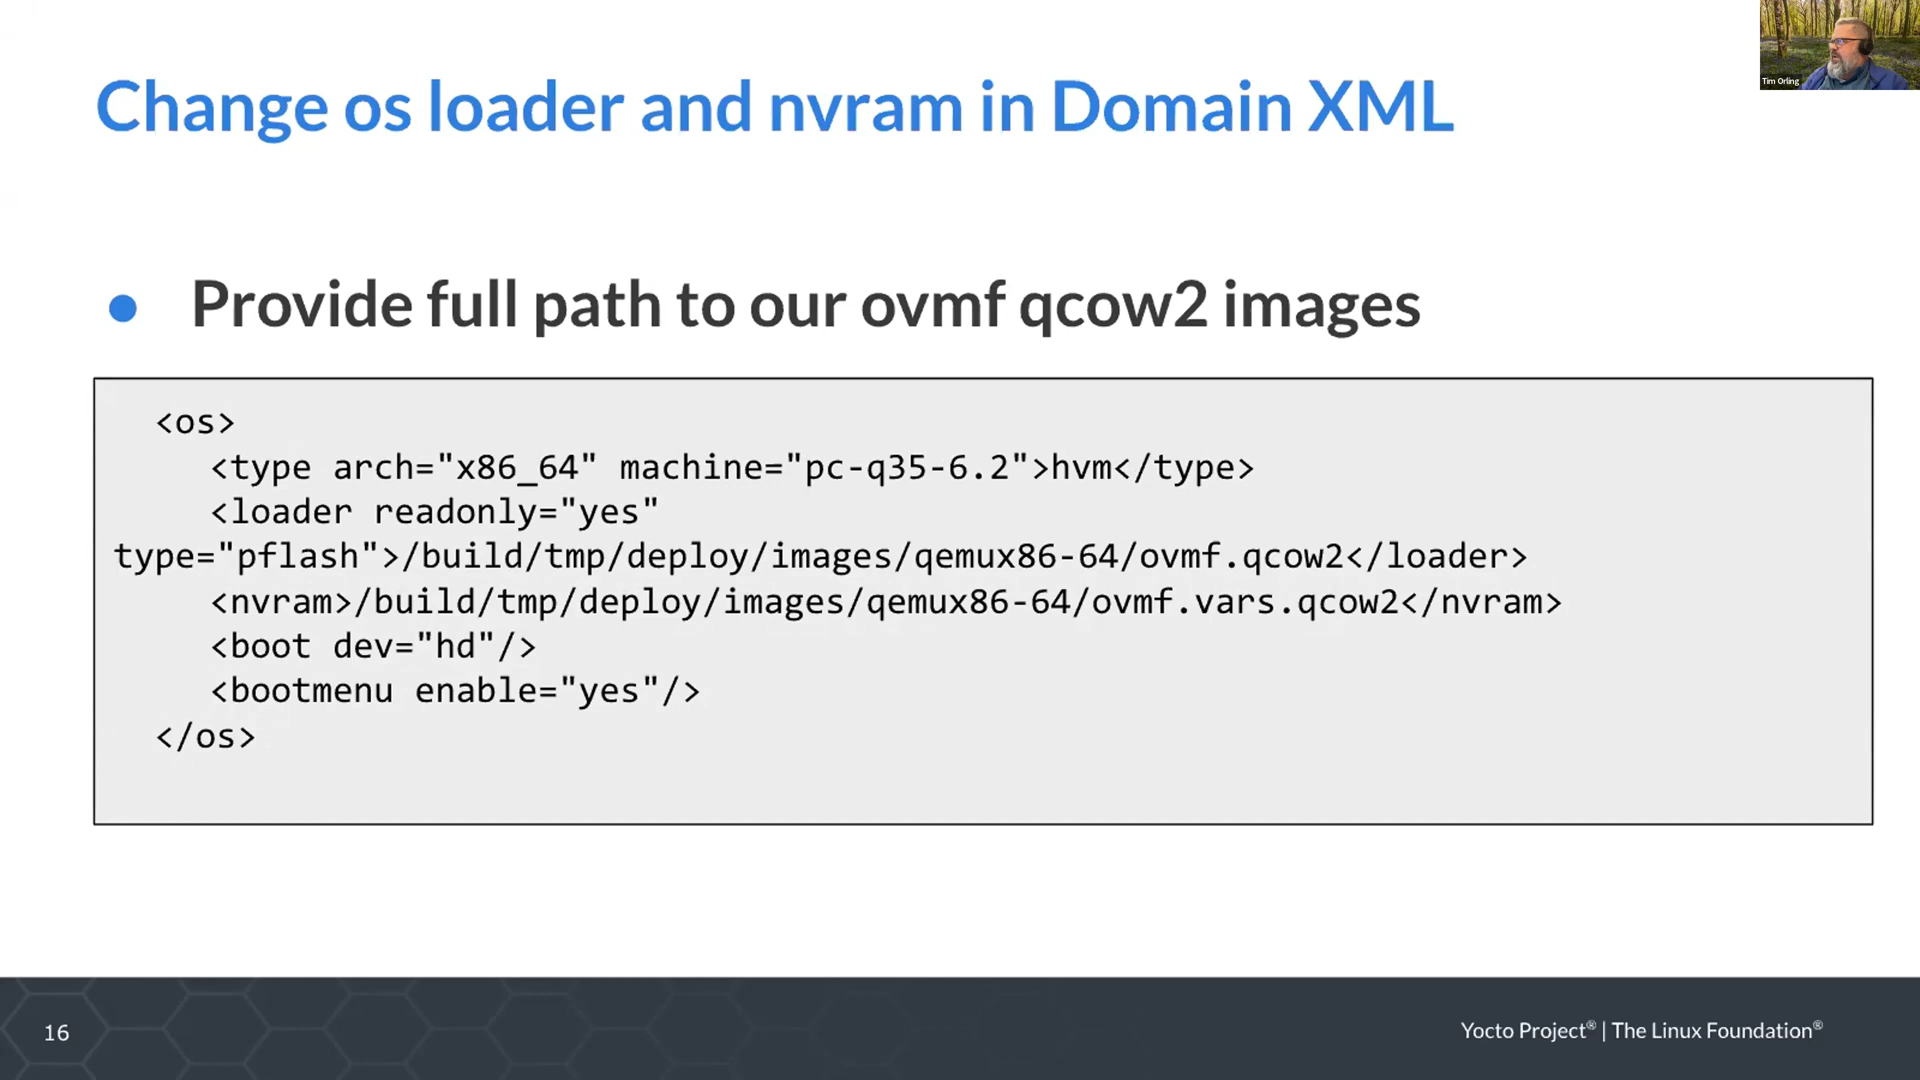 Tim Orling
Change os loader and nvram in Domain XML
● Provide full path to our ovmf qcow2 images
<os>
<type arch="x86_64" machine="pc-q35-6.2">hvm</type>
<loader readonly="yes"
type="pflash">/build/tmp/deploy/images/qemux86-64/ovmf.qcow2</loader>
<nvram>/build/tmp/deploy/images/qemux86-64/ovmf.vars.qcow2</nvram>
<boot dev="hd"/>
<bootmenu enable="yes"/>
</os>
16
Yocto Project® | The Linux Foundation®